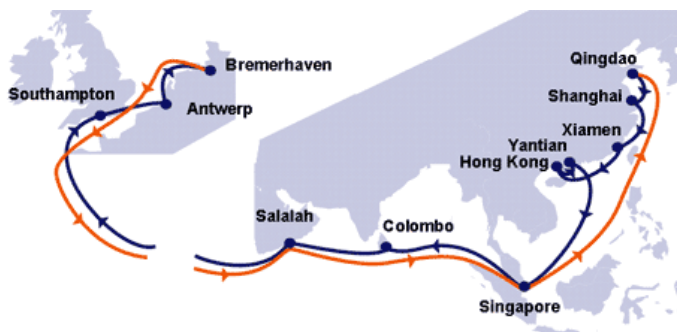 Qingdao
Bremerhaven
Southampton
Shanghai
Antwerp
Xiamen
Yantian
Hong Kong
Salalah
Colombo
Singapore